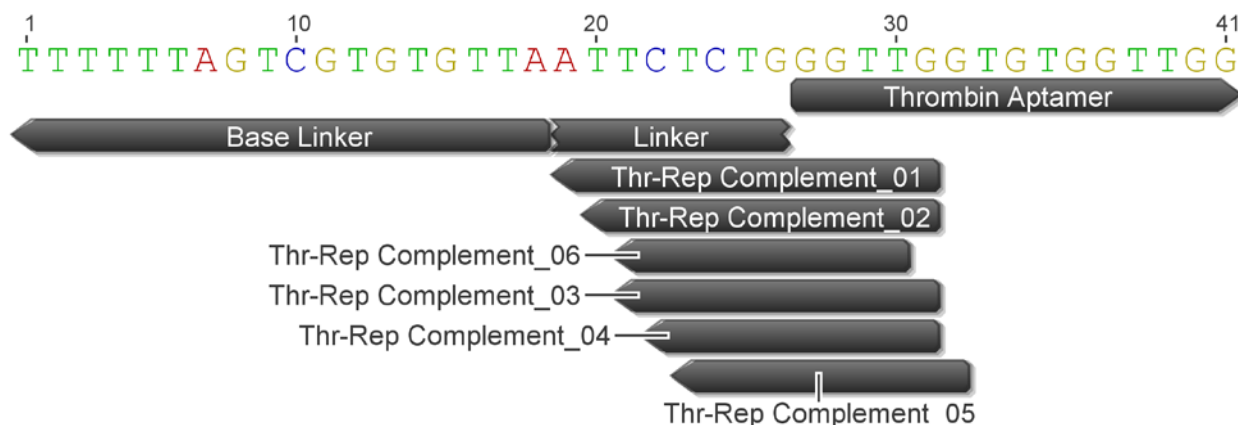 1 10 20 30 41
TTTTTTAGTCGTGTGTTAATTCTCTGGGTTGGTGTGGTTGG
Thrombin Aptamer
Base Linker Linker
Thr-Rep Complement_01
Thr-Rep Complement_02
Thr-Rep Complement_06
Thr-Rep Complement_03
Thr-Rep Complement_04
Thr-Rep Complement_05